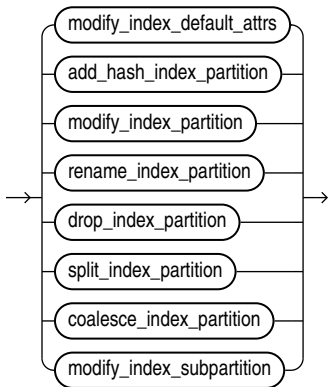 modify_index_default_attrs
add_hash_index_partition
modify_index_partition
rename_index_partition
drop_index_partition
split_index_partition
coalesce_index_partition
modify_index_subpartition